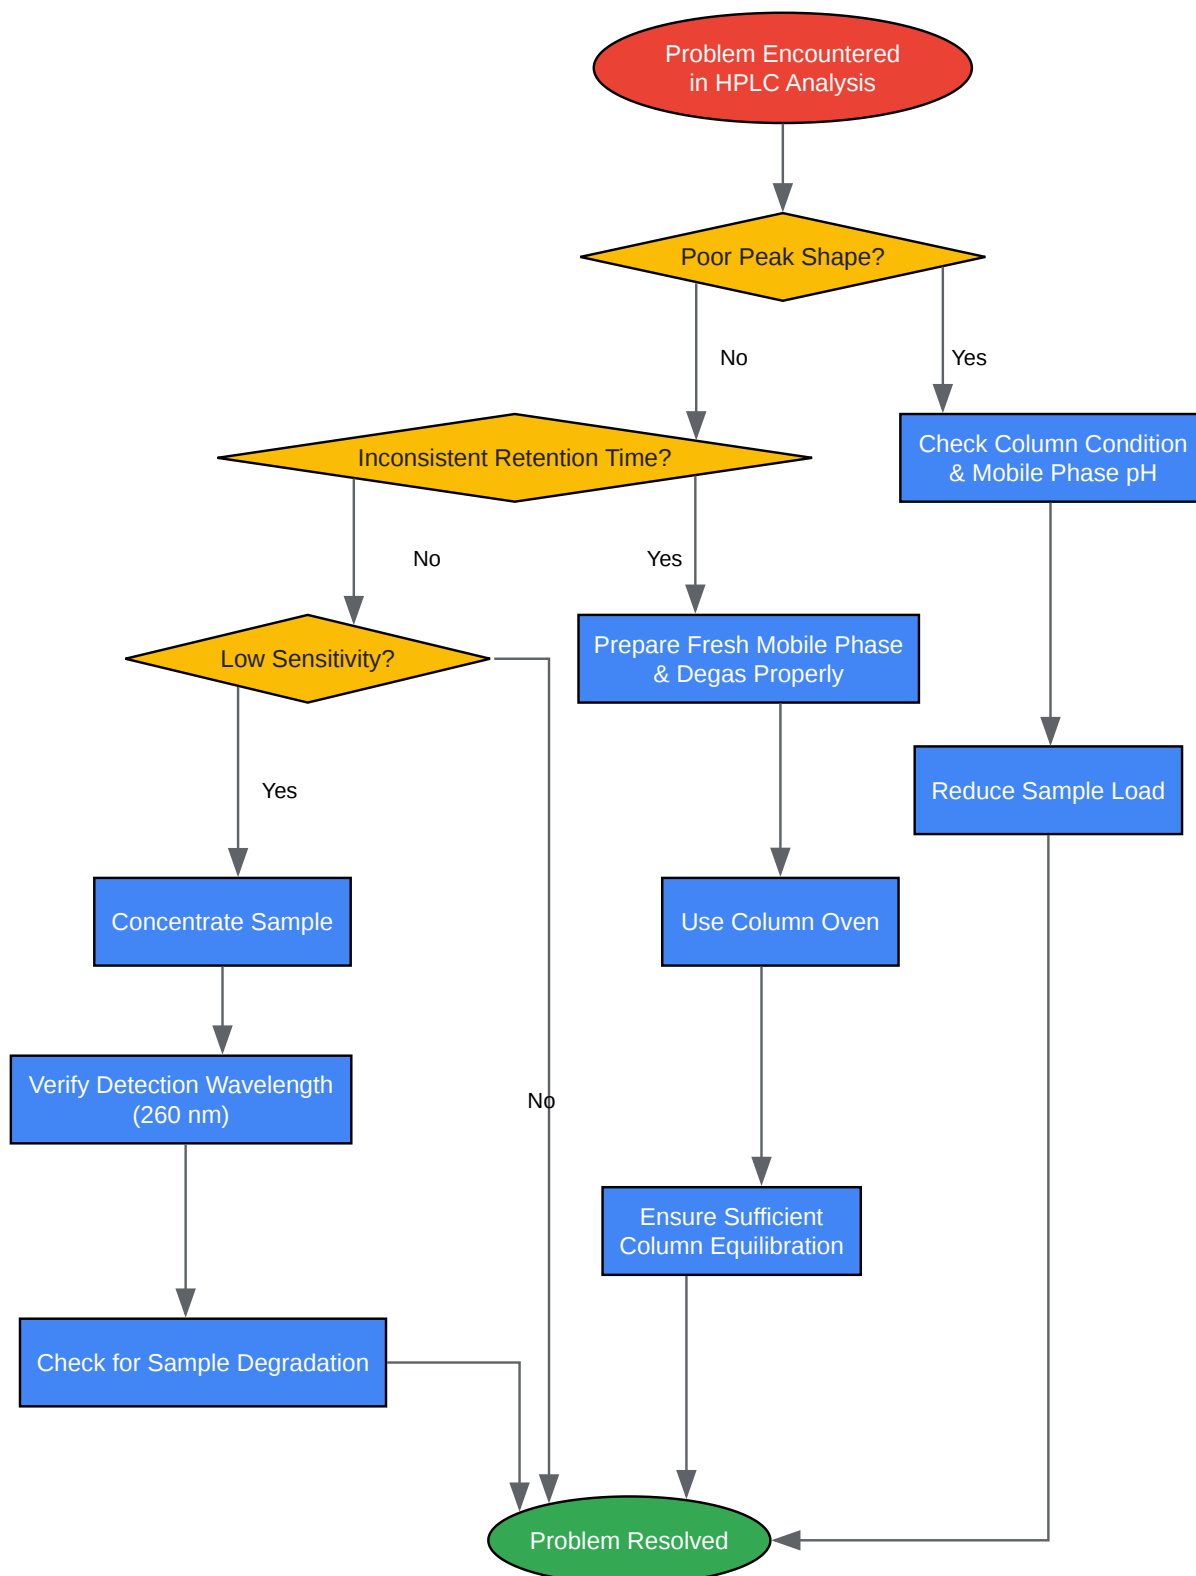 Problem Encountered
in HPLC Analysis
Poor Peak Shape?
No
Yes
Inconsistent Retention Time?
Check Column Condition
& Mobile Phase pH
No
Yes
Low Sensitivity?
Prepare Fresh Mobile Phase
& Degas Properly
Yes
Reduce Sample Load
Concentrate Sample
Use Column Oven
Verify Detection Wavelength
(260 nm)
No
Ensure Sufficient
Column Equilibration
Check for Sample Degradation
Problem Resolved